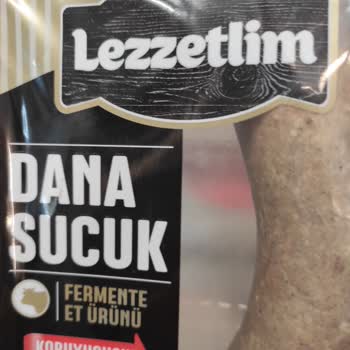 Lezzetlim
DANA
SUCUK
FERMENTE
ET ÜRÜNÜ